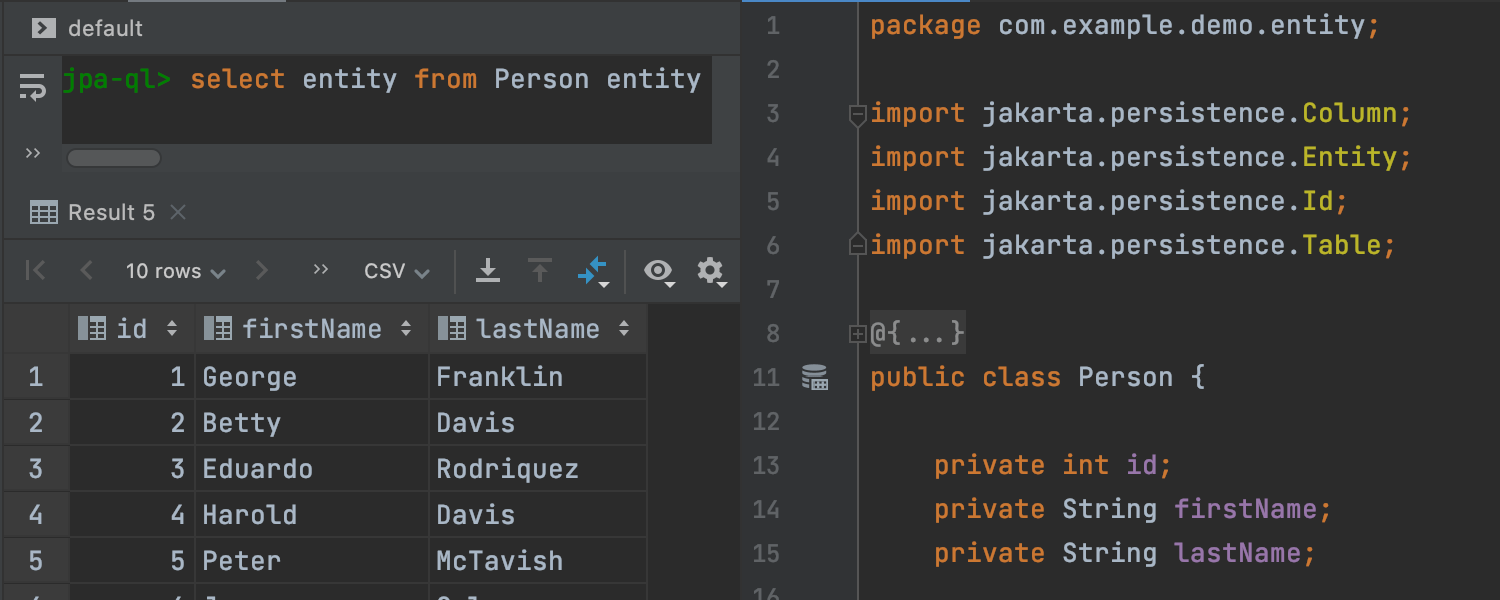 default
jpa-ql> select entity from Person entity
Result 5
10 rows CSV
id firstName lastName
1 1 George Franklin
2 2 Betty Davis
3 3 Eduardo Rodriquez
4 4 Harold Davis
5 5 Peter McTavish
1 package com.example.demo.entity;
2
3 import jakarta.persistence.Column;
4 import jakarta.persistence.Entity;
5 import jakarta.persistence.Id;
6 import jakarta.persistence.Table;
7
8 @{...}
11 public class Person {
12
13 private int id;
14 private String firstName;
15 private String lastName;
16